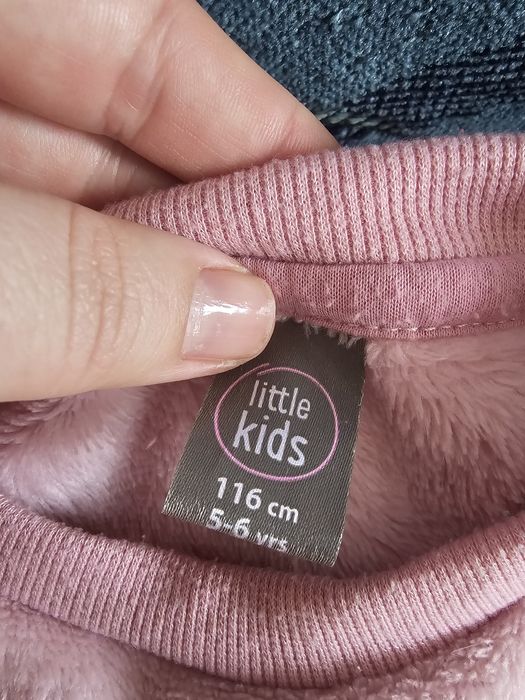 little
kids
116 cm
5-6 yrs